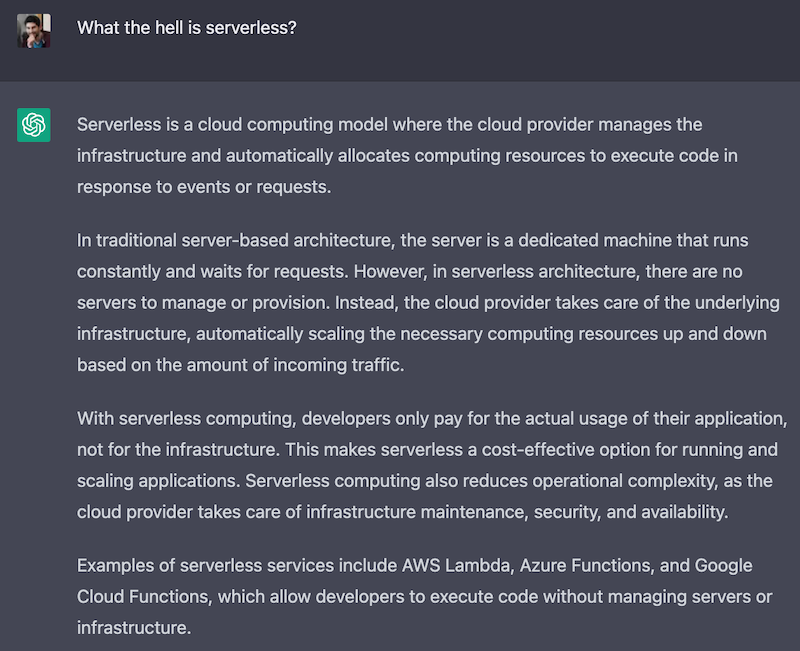 What the hell is serverless?
Serverless is a cloud computing model where the cloud provider manages the
infrastructure and automatically allocates computing resources to execute code in
response to events or requests.
In traditional server-based architecture, the server is a dedicated machine that runs
constantly and waits for requests. However, in serverless architecture, there are no
servers to manage or provision. Instead, the cloud provider takes care of the underlying
infrastructure, automatically scaling the necessary computing resources up and down
based on the amount of incoming traffic.
With serverless computing, developers only pay for the actual usage of their application,
not for the infrastructure. This makes serverless a cost-effective option for running and
scaling applications. Serverless computing also reduces operational complexity, as the
cloud provider takes care of infrastructure maintenance, security, and availability.
Examples of serverless services include AWS Lambda, Azure Functions, and Google
Cloud Functions, which allow developers to execute code without managing servers or
infrastructure.